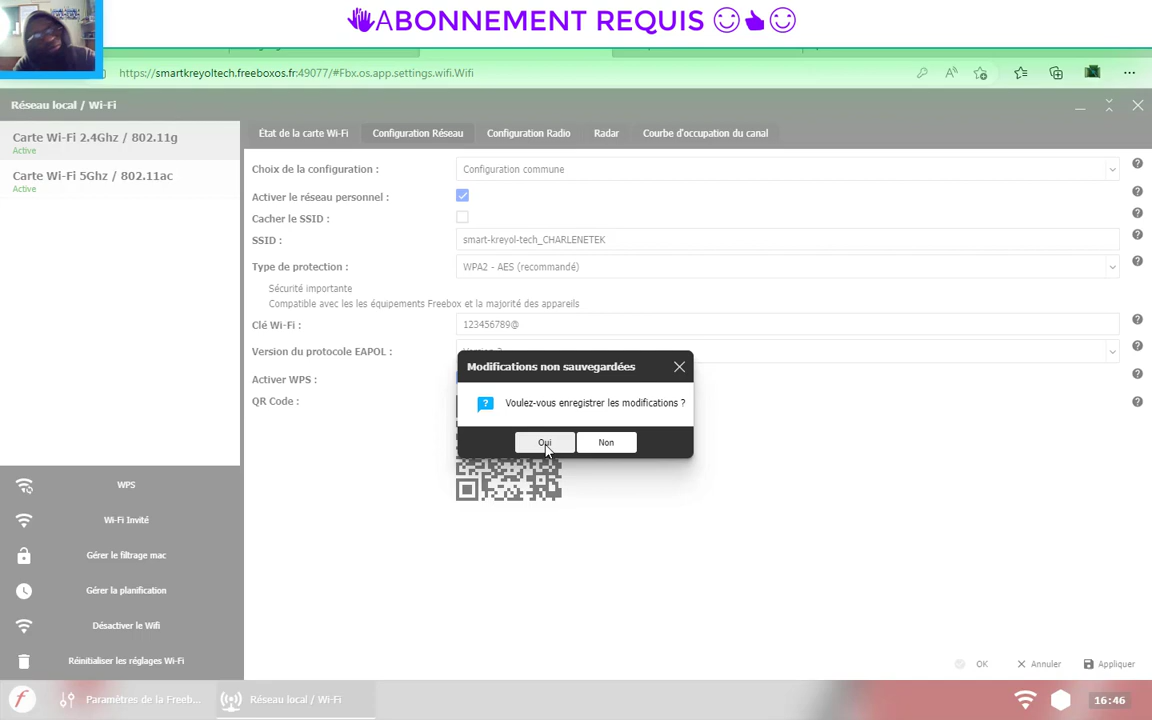 ABONNEMENT REQUIS
https://smartkreyoltech.freeboxos.fr:49077/#Fbx.os.app.settings.wifi.Wifi
Réseau local / Wi-Fi
Carte Wi-Fi 2.4Ghz / 802.11g
Active
Carte Wi-Fi 5Ghz / 802.11ac
Active
État de la carte Wi-Fi
Configuration Réseau
Configuration Radio
Radar
Courbe d'occupation du canal
Choix de la configuration :
Configuration commune
Activer le réseau personnel :
Cacher le SSID :
SSID :
smart-kreyol-tech_CHARLENETEK
Type de protection :
WPA2 - AES (recommandé)
Sécurité importante
Compatible avec les les équipements Freebox et la majorité des appareils
Clé Wi-Fi :
123456789@
Version du protocole EAPOL :
Activer WPS :
QR Code :
Modifications non sauvegardées
Voulez-vous enregistrer les modifications ?
Oui
Non
WPS
Wi-Fi Invité
Gérer le filtrage mac
Gérer la planification
Désactiver le Wifi
Réinitialiser les réglages Wi-Fi
OK
Annuler
Appliquer
Paramètres de la Freeb...
Réseau local / Wi-Fi
16:46